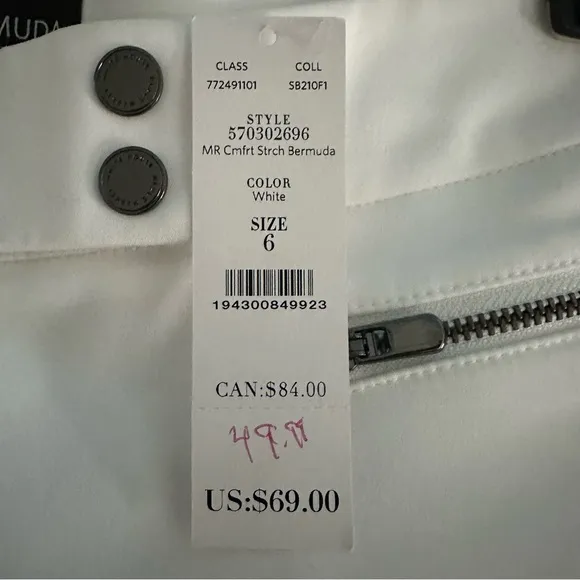 MUDA
CLASS COLL
772491101 SB210F1
STYLE
570302696
MR Cmfrt Strch Bermuda
COLOR
White
SIZE
6
194300849923
CAN:$84.00
49.99
US:$69.00